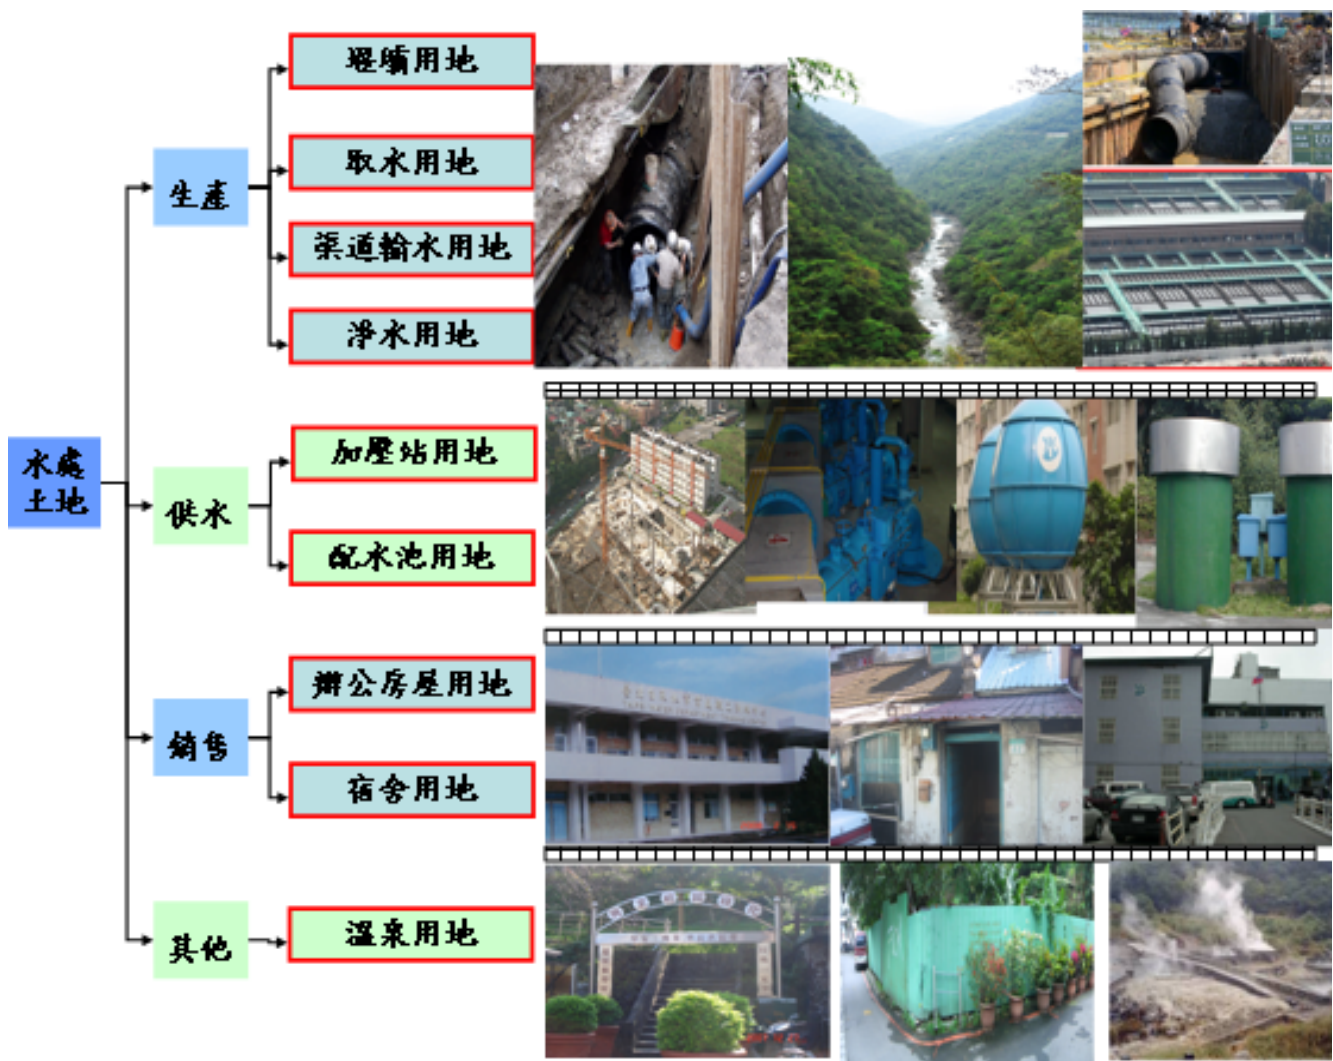 水處
土地
生產
堰壩用地
取水用地
渠道輸水用地
淨水用地
供水
加壓站用地
配水池用地
銷售
辦公房屋用地
宿舍用地
其他
溫泉用地